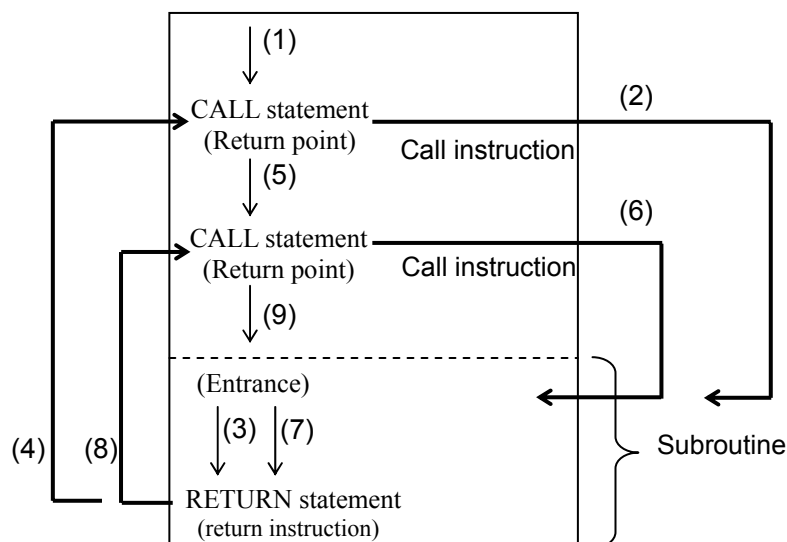 (1)
CALL statement
(2)
(Return point)
Call instruction
(5)
(6)
CALL statement
(Return point)
Call instruction
(9)
(Entrance)
(3)
(7)
(4)
(8)
Subroutine
RETURN statement
(return instruction)